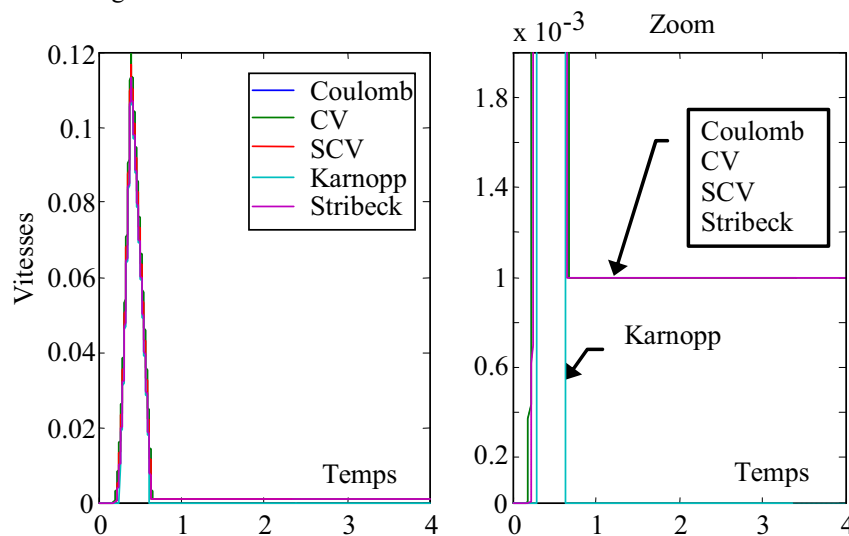 0.12
0.1
0.08
0.06
0.04
0.02
0
Vitesses
Coulomb
CV
SCV
Karnopp
Stribeck
Temps
0 1 2 3 4
x 10-3
Zoom
1.8
1.4
1
0.6
0.2
0
Coulomb
CV
SCV
Stribeck
Karnopp
Temps
0 1 2 3 4